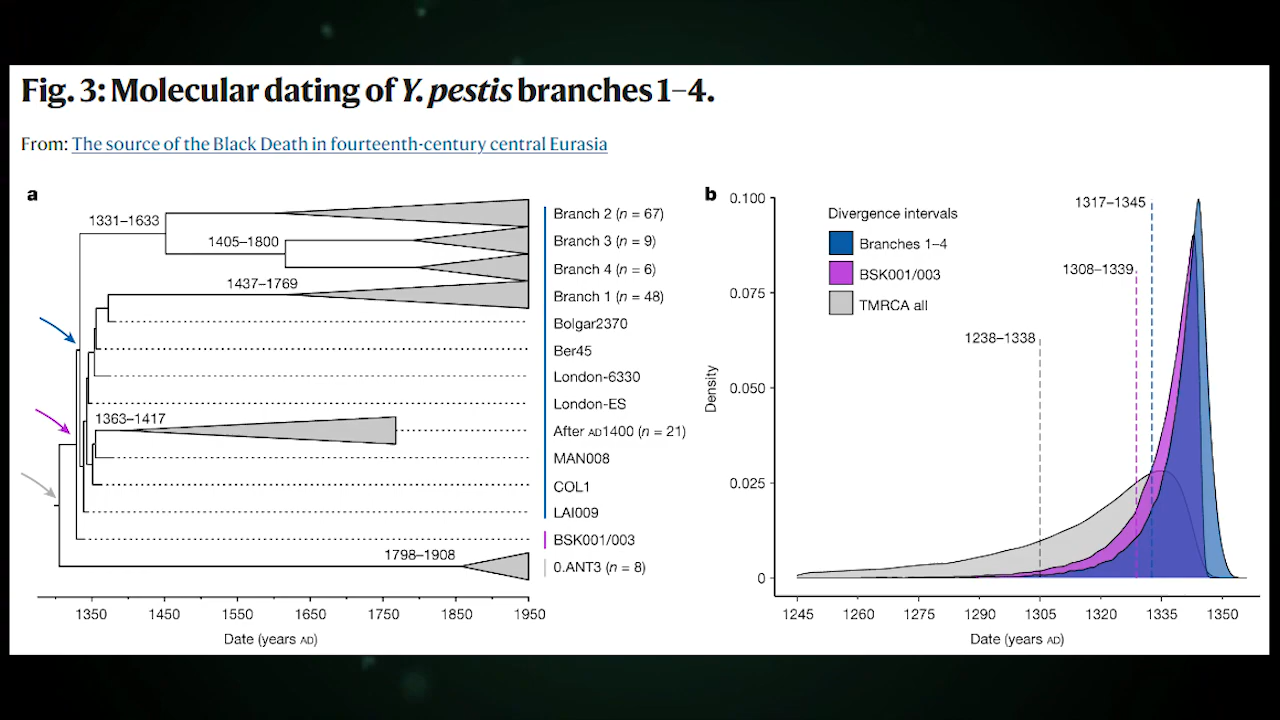 Fig. 3: Molecular dating of Y. pestis branches 1–4.
From: The source of the Black Death in fourteenth-century central Eurasia
a
1331–1633
1405–1800
1437–1769
1363–1417
1798–1908
Branch 2 (n = 67)
Branch 3 (n = 9)
Branch 4 (n = 6)
Branch 1 (n = 48)
Bolgar2370
Ber45
London-6330
London-ES
After AD1400 (n = 21)
MAN008
COL1
LAI009
BSK001/003
0.ANT3 (n = 8)
1350 1450 1550 1650 1750 1850 1950
Date (years AD)
b
0.100
0.075
0.050
0.025
0
Density
Divergence intervals
Branches 1–4
BSK001/003
TMRCA all
1317–1345
1308–1339
1238–1338
1245 1260 1275 1290 1305 1320 1335 1350
Date (years AD)